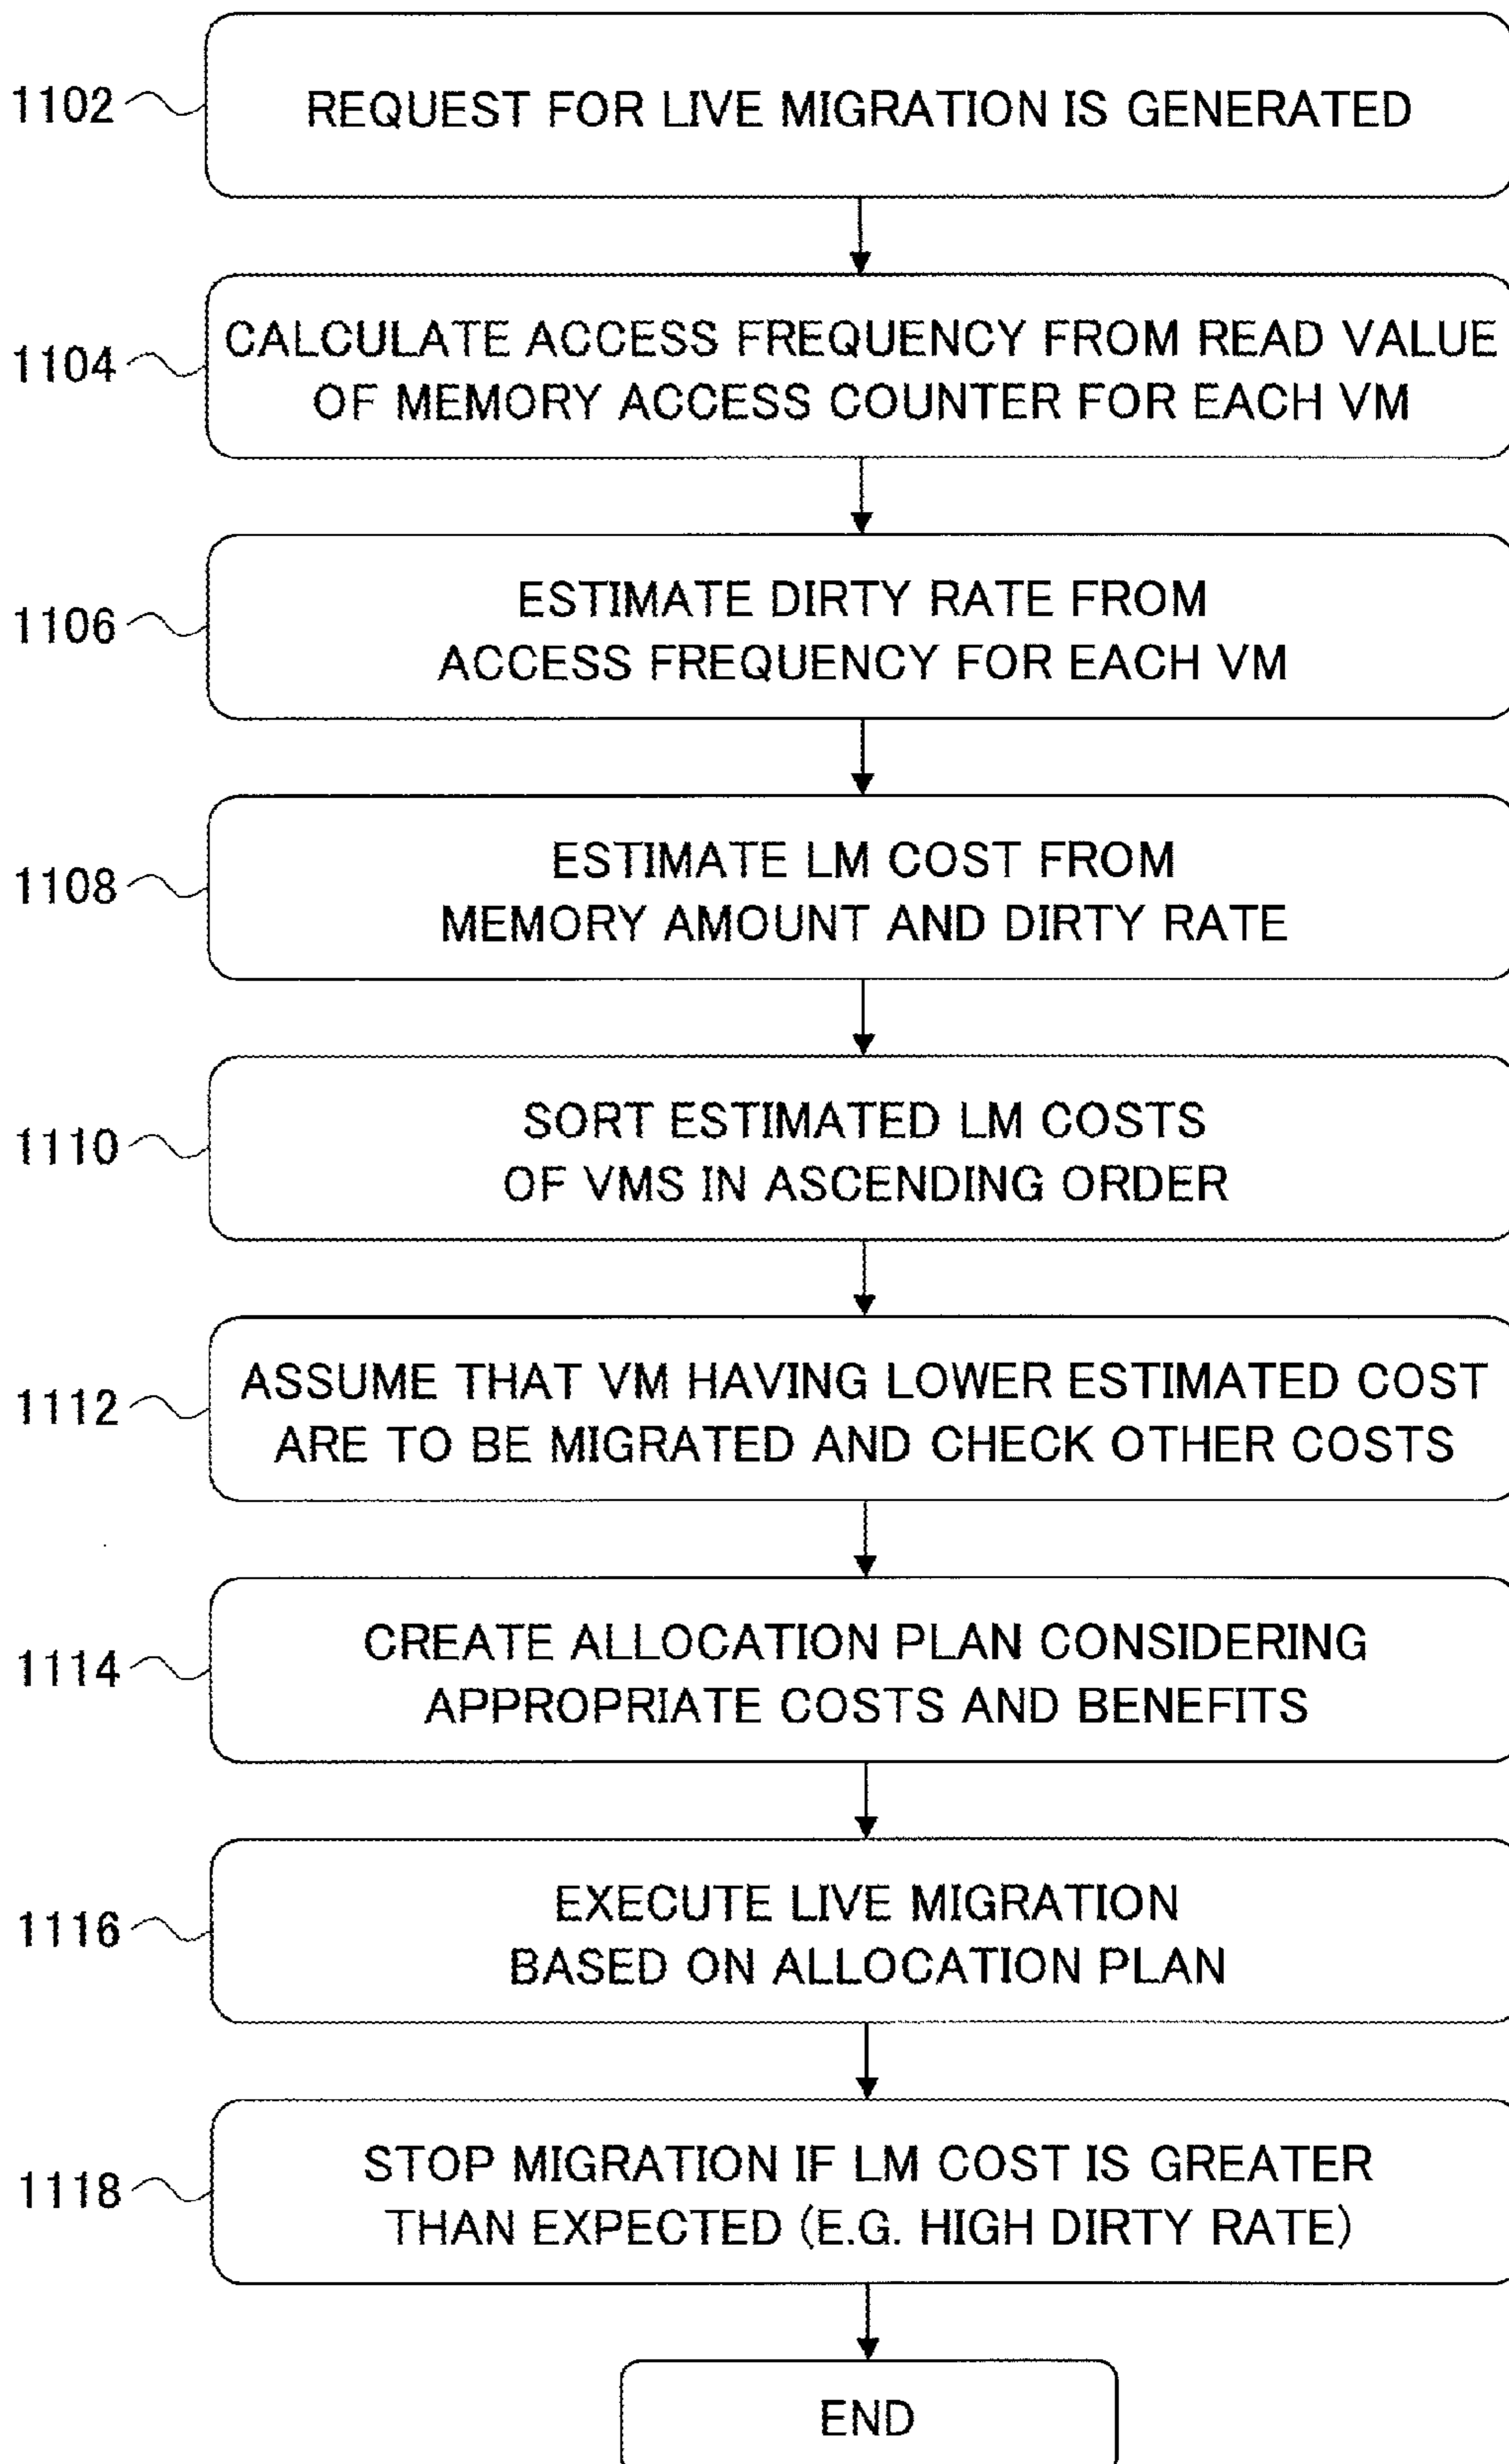 1102
REQUEST FOR LIVE MIGRATION IS GENERATED
1104
CALCULATE ACCESS FREQUENCY FROM READ VALUE
OF MEMORY ACCESS COUNTER FOR EACH VM
1106
ESTIMATE DIRTY RATE FROM
ACCESS FREQUENCY FOR EACH VM
1108
ESTIMATE LM COST FROM
MEMORY AMOUNT AND DIRTY RATE
1110
SORT ESTIMATED LM COSTS
OF VMS IN ASCENDING ORDER
1112
ASSUME THAT VM HAVING LOWER ESTIMATED COST
ARE TO BE MIGRATED AND CHECK OTHER COSTS
1114
CREATE ALLOCATION PLAN CONSIDERING
APPROPRIATE COSTS AND BENEFITS
1116
EXECUTE LIVE MIGRATION
BASED ON ALLOCATION PLAN
1118
STOP MIGRATION IF LM COST IS GREATER
THAN EXPECTED (E.G. HIGH DIRTY RATE)
END